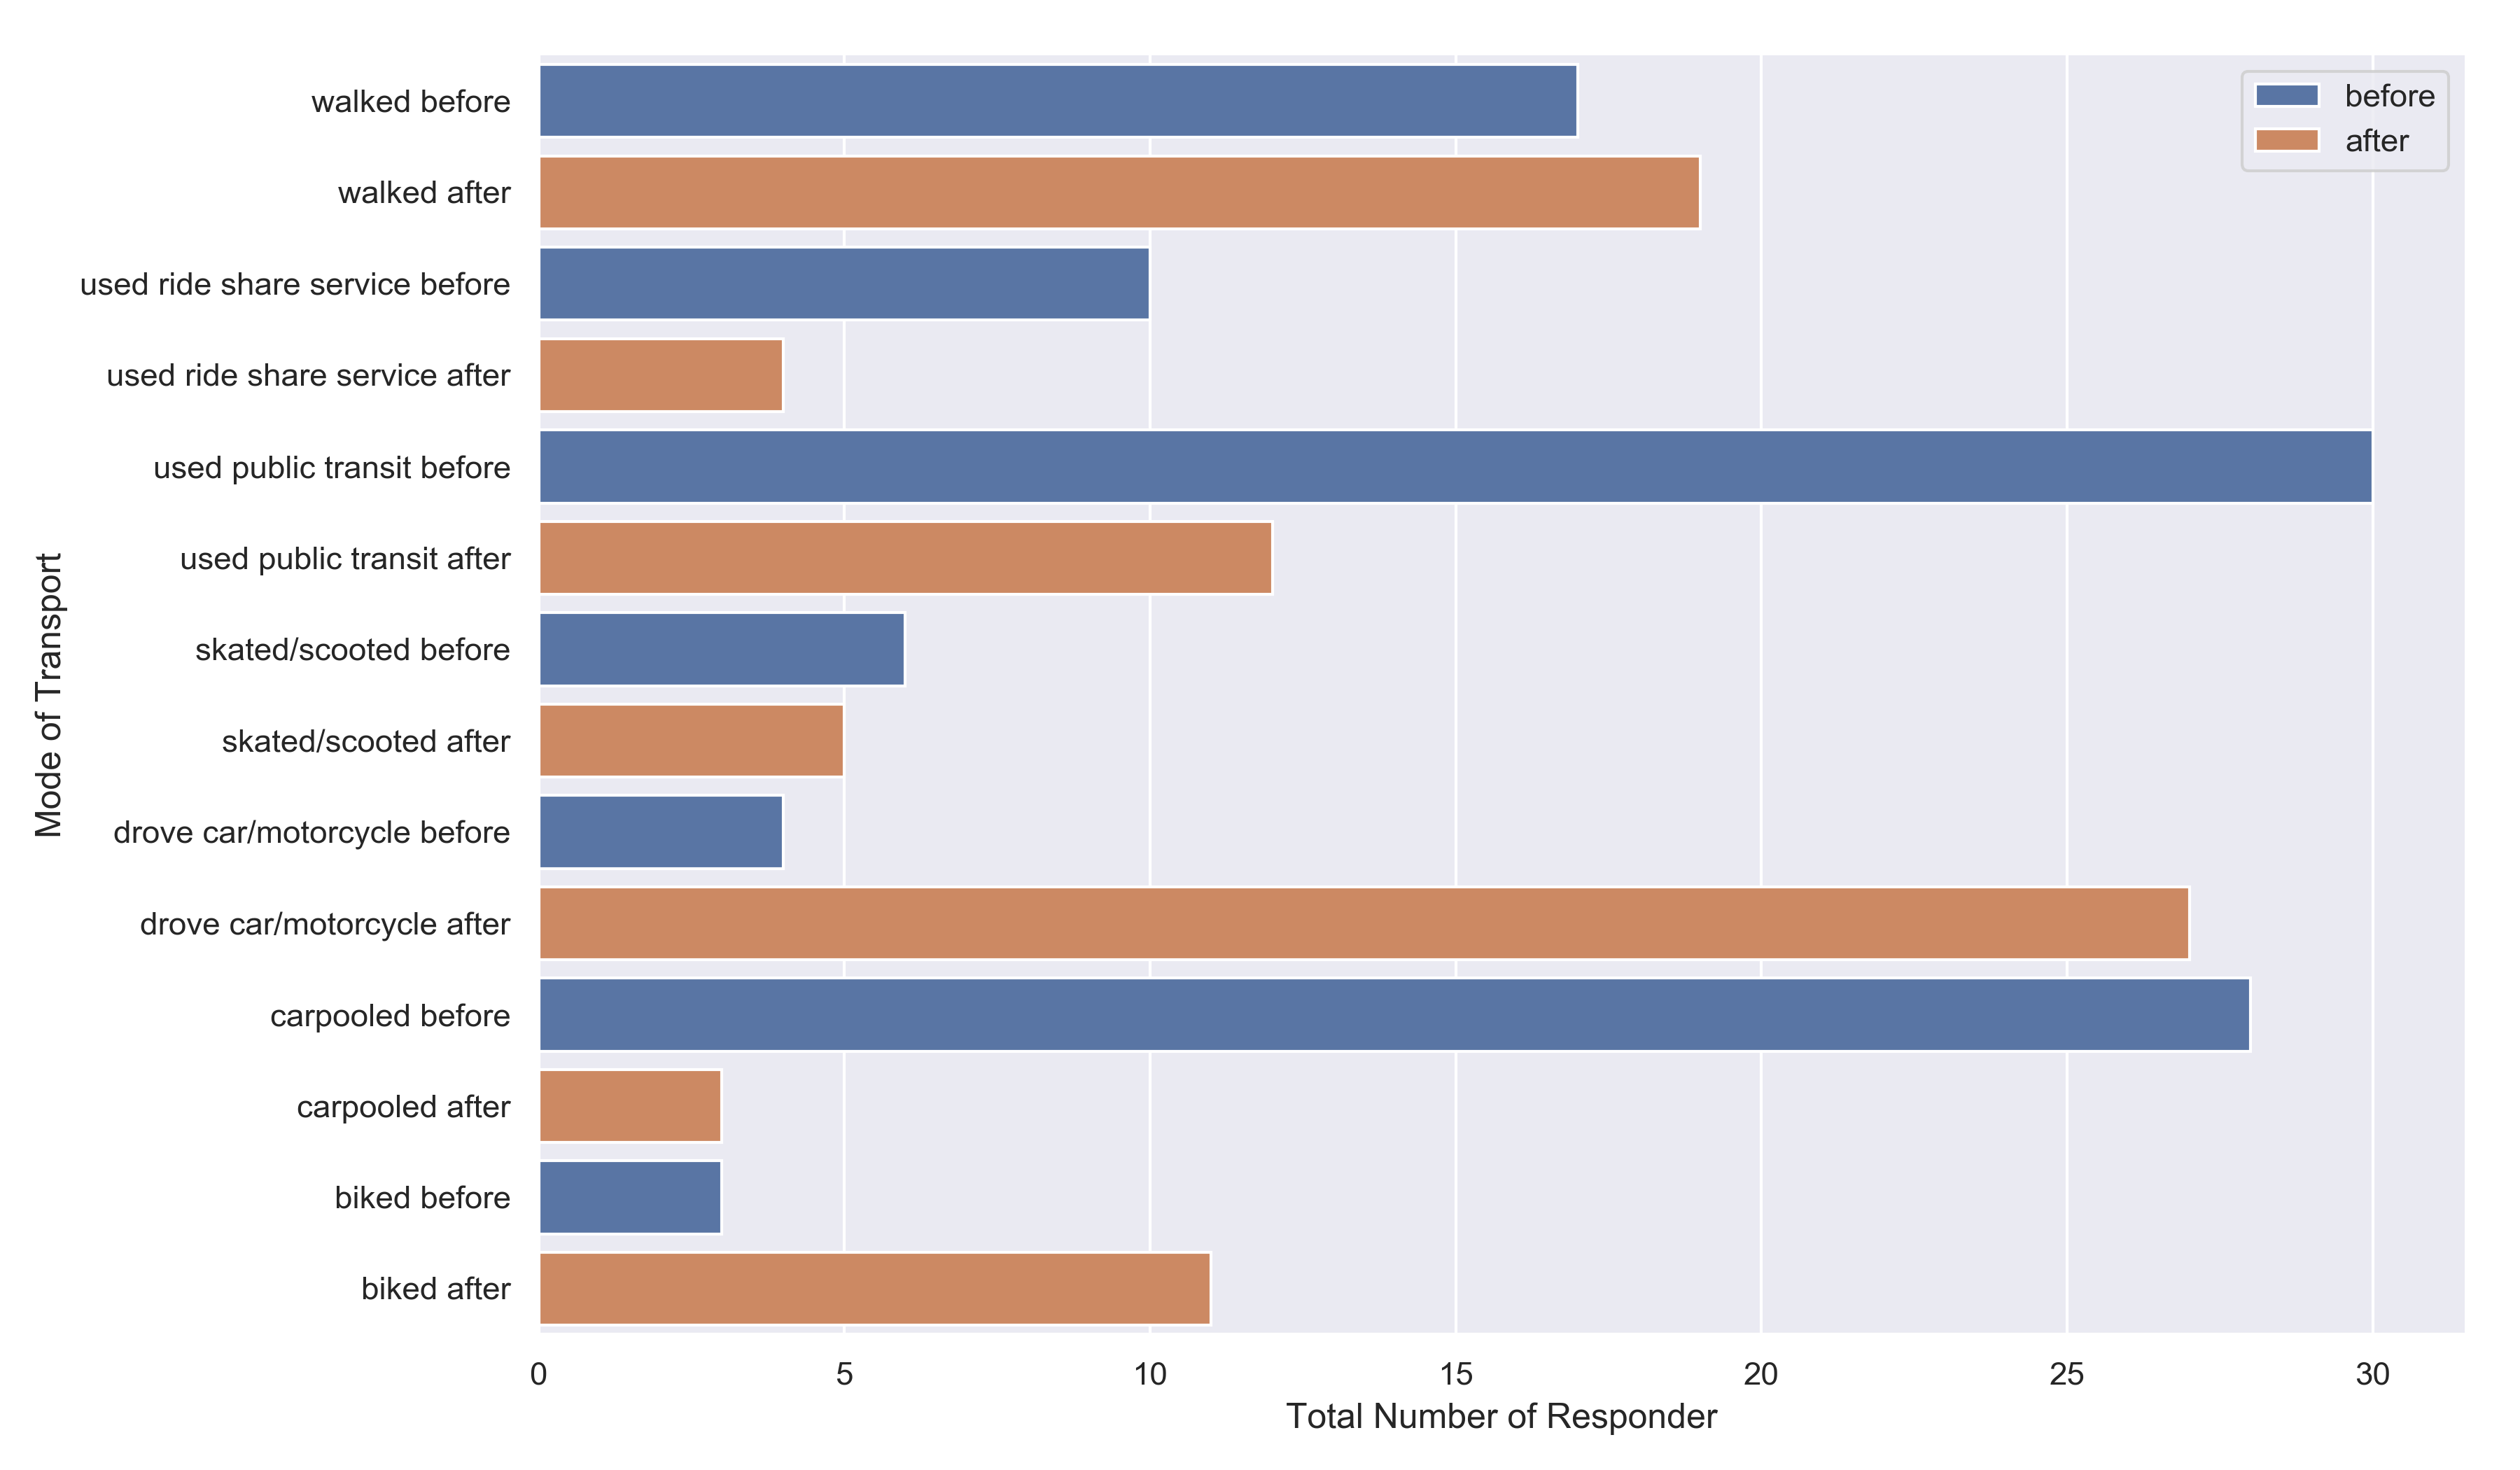 before
after
walked before
walked after
used ride share service before
used ride share service after
used public transit before
used public transit after
skated/scooted before
skated/scooted after
drove car/motorcycle before
drove car/motorcycle after
carpooled before
carpooled after
biked before
biked after
Mode of Transport
0 5 10 15 20 25 30
Total Number of Responder